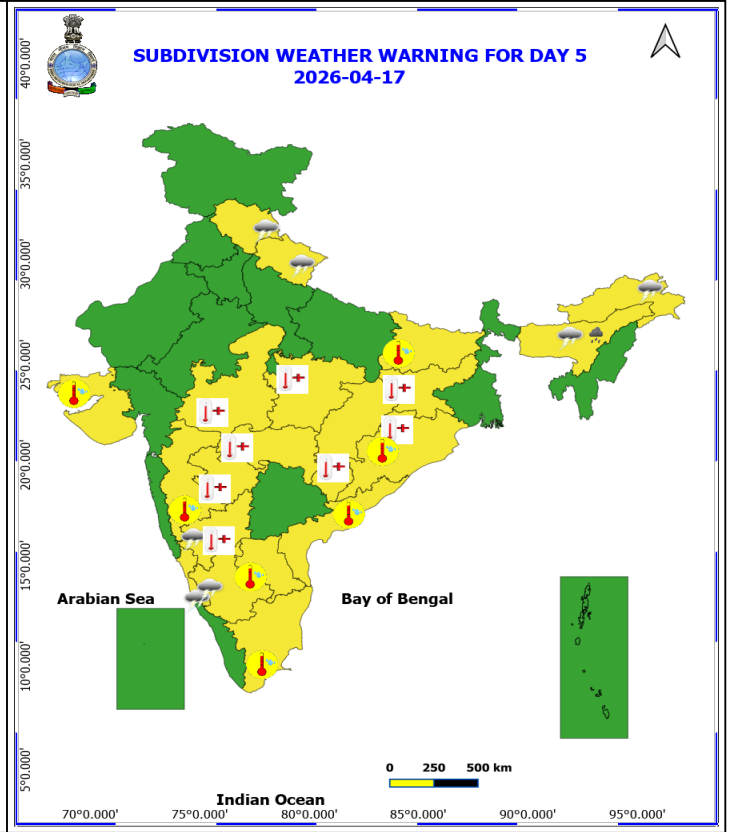 SUBDIVISION WEATHER WARNING FOR DAY 5
2026-04-17
40°0.000'
35°0.000'
30°0.000'
25°0.000'
20°0.000'
15°0.000'
Arabian Sea
Bay of Bengal
10°0.000'
5°0.000'
0 250 500 km
Indian Ocean
70°0.000' 75°0.000' 80°0.000' 85°0.000' 90°0.000' 95°0.000'